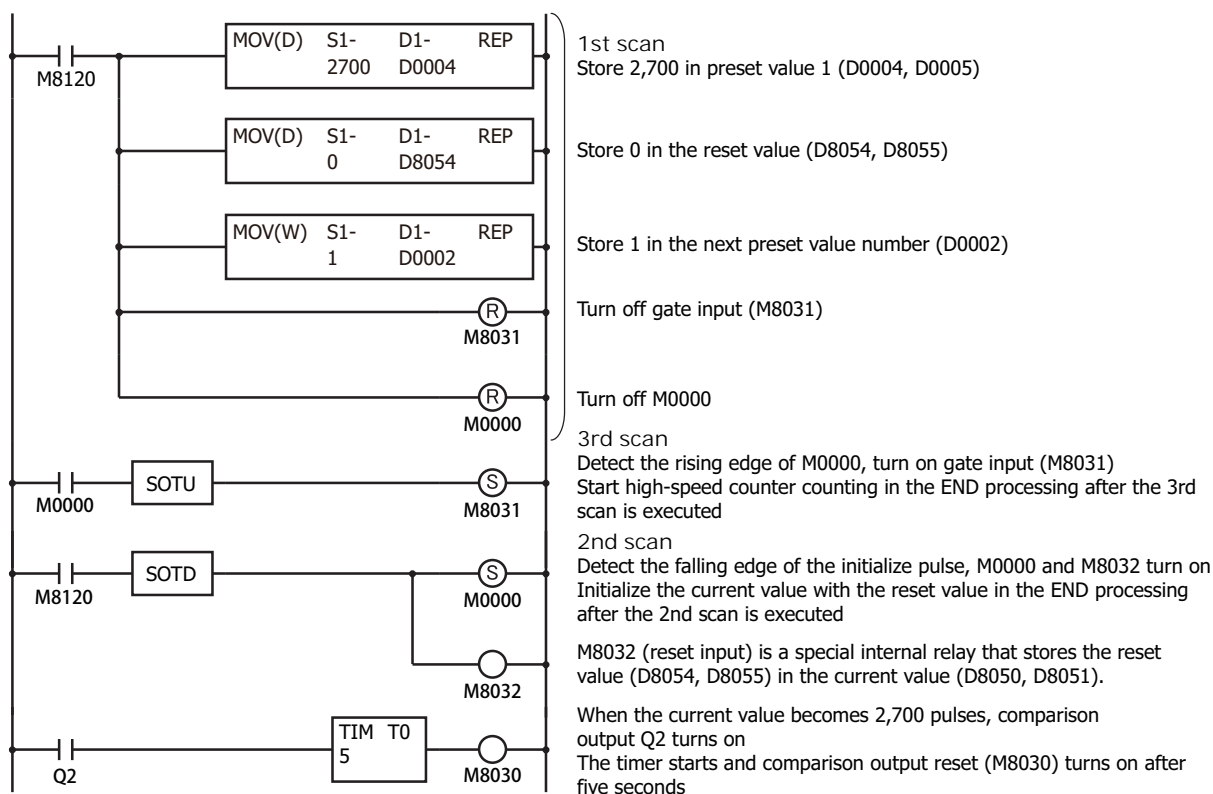 MOV(D) S1- D1- REP
2700 D0004
M8120
1st scan
Store 2,700 in preset value 1 (D0004, D0005)
MOV(D) S1- D1- REP
0 D8054
Store 0 in the reset value (D8054, D8055)
MOV(W) S1- D1- REP
1 D0002
Store 1 in the next preset value number (D0002)
R
M8031
Turn off gate input (M8031)
R
M0000
Turn off M0000
M0000
SOTU
S
M8031
3rd scan
Detect the rising edge of M0000, turn on gate input (M8031)
Start high-speed counter counting in the END processing after the 3rd
scan is executed
M8120
SOTD
S
M0000
2nd scan
Detect the falling edge of the initialize pulse, M0000 and M8032 turn on
Initialize the current value with the reset value in the END processing
after the 2nd scan is executed
M8032
M8032 (reset input) is a special internal relay that stores the reset
value (D8054, D8055) in the current value (D8050, D8051).
Q2
TIM T0
5
M8030
When the current value becomes 2,700 pulses, comparison
output Q2 turns on
The timer starts and comparison output reset (M8030) turns on after
five seconds